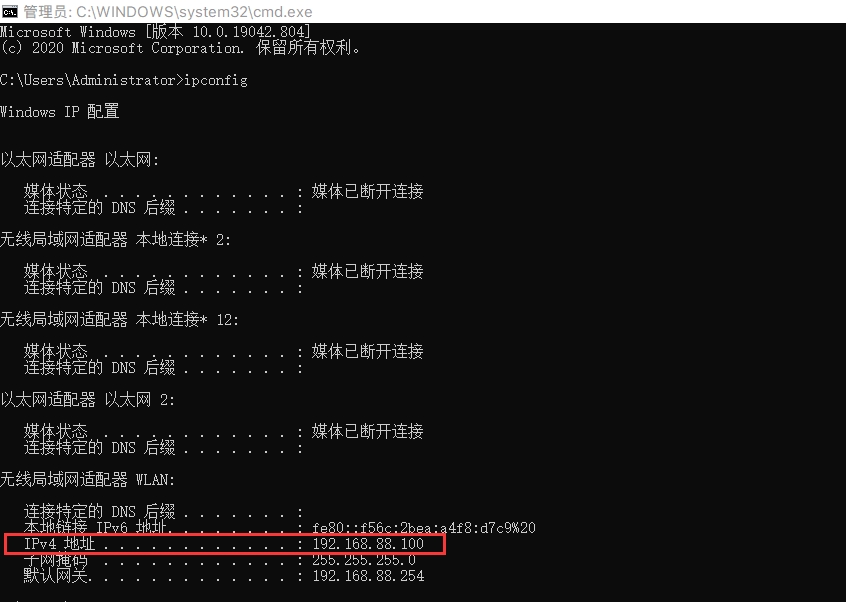 管理员: C:\WINDOWS\system32\cmd.exe
Microsoft Windows [版本 10.0.19042.804]
(c) 2020 Microsoft Corporation. 保留所有权利。
C:\Users\Administrator>ipconfig
Windows IP 配置
以太网适配器 以太网:
媒体状态 . . . . . . . . . . . . : 媒体已断开连接
连接特定的 DNS 后缀 . . . . . . . :
无线局域网适配器 本地连接* 2:
媒体状态 . . . . . . . . . . . . : 媒体已断开连接
连接特定的 DNS 后缀 . . . . . . . :
无线局域网适配器 本地连接* 12:
媒体状态 . . . . . . . . . . . . : 媒体已断开连接
连接特定的 DNS 后缀 . . . . . . . :
以太网适配器 以太网 2:
媒体状态 . . . . . . . . . . . . : 媒体已断开连接
连接特定的 DNS 后缀 . . . . . . . :
无线局域网适配器 WLAN:
连接特定的 DNS 后缀 . . . . . . . :
本地链接 IPv6 地址. . . . . . . . : fe80::f56c:2bea:a4f8:d7c9%20
IPv4 地址 . . . . . . . . . . . . : 192.168.88.100
子网掩码 . . . . . . . . . . . . : 255.255.255.0
默认网关. . . . . . . . . . . . . : 192.168.88.254